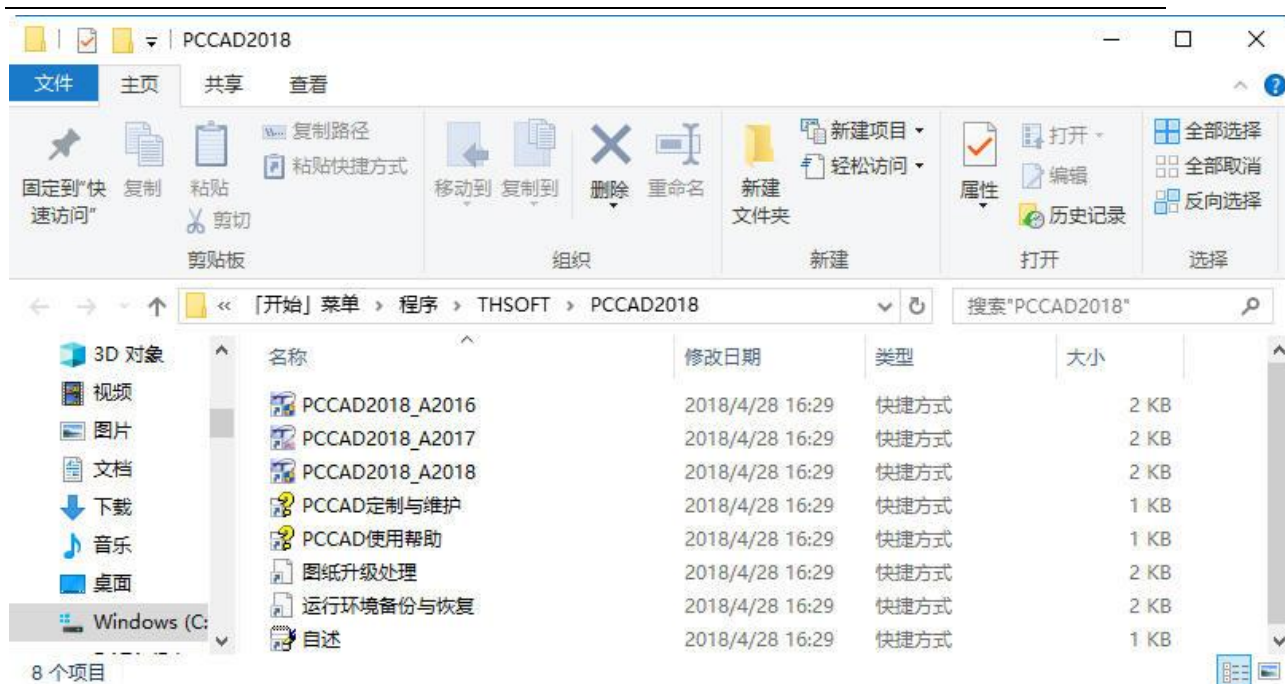 PCCAD2018
文件 主页 共享 查看
固定到"快速访问"
复制
粘贴
复制路径
粘贴快捷方式
剪切
剪贴板
移动到
复制到
删除
重命名
组织
新建文件夹
新建项目
轻松访问
新建
属性
打开
编辑
历史记录
打开
全部选择
全部取消
反向选择
选择
« 「开始」菜单 › 程序 › THSOFT › PCCAD2018
搜索"PCCAD2018"
3D 对象
视频
图片
文档
下载
音乐
桌面
Windows (C:
名称 修改日期 类型 大小
PCCAD2018_A2016 2018/4/28 16:29 快捷方式 2 KB
PCCAD2018_A2017 2018/4/28 16:29 快捷方式 2 KB
PCCAD2018_A2018 2018/4/28 16:29 快捷方式 2 KB
PCCAD定制与维护 2018/4/28 16:29 快捷方式 1 KB
PCCAD使用帮助 2018/4/28 16:29 快捷方式 1 KB
图纸升级处理 2018/4/28 16:29 快捷方式 2 KB
运行环境备份与恢复 2018/4/28 16:29 快捷方式 2 KB
自述 2018/4/28 16:29 快捷方式 1 KB
8 个项目